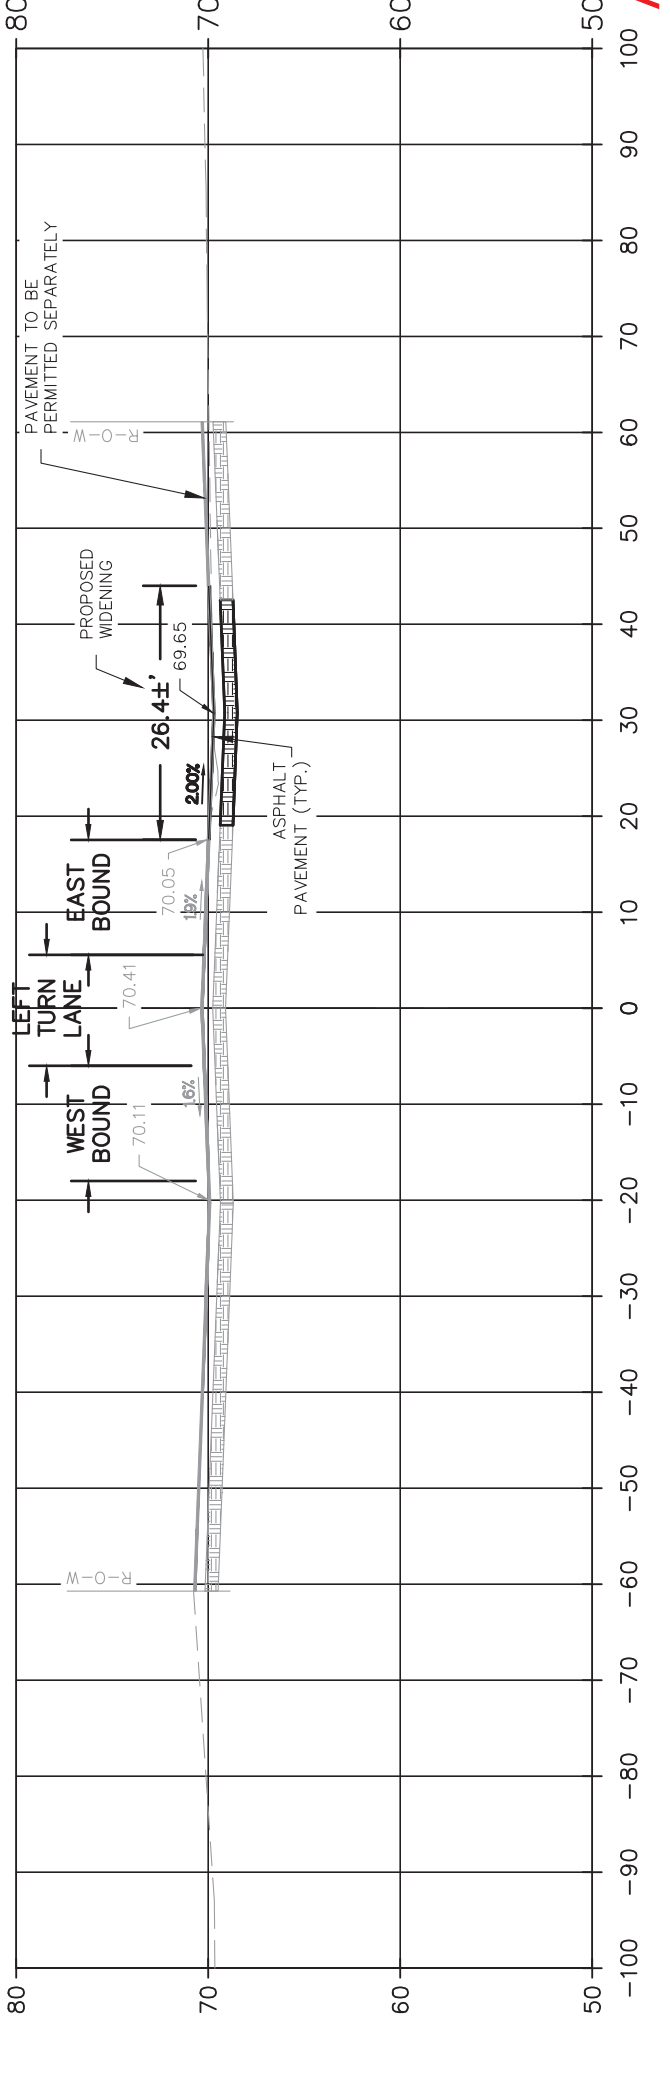 80
70
60
50
LEFT
TURN
LANE
WEST
BOUND
EAST
BOUND
PROPOSED
WIDENING
PAVEMENT TO BE
PERMITTED SEPARATELY
R-O-W
R-O-W
26.4±'
70.11
70.41
70.05
69.65
1.6%
1.9%
2.00%
ASPHALT
PAVEMENT (TYP.)
80
70
60
50
-100 -90 -80 -70 -60 -50 -40 -30 -20 -10 0 10 20 30 40 50 60 70 80 90 100